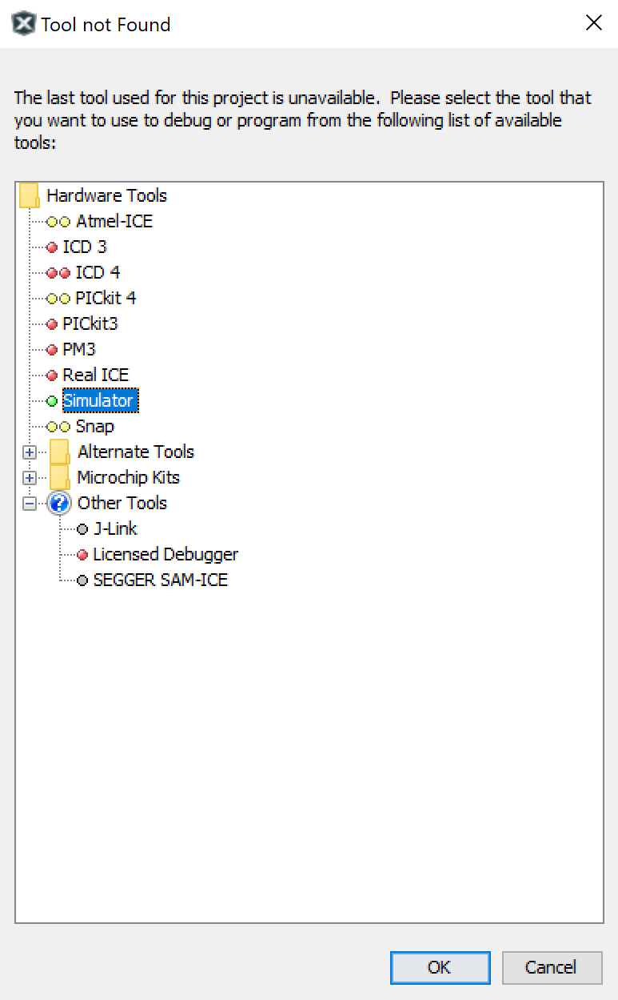 Tool not Found
The last tool used for this project is unavailable.  Please select the tool that
you want to use to debug or program from the following list of available
tools:
Hardware Tools
Atmel-ICE
ICD 3
ICD 4
PICkit 4
PICkit3
PM3
Real ICE
Simulator
Snap
Alternate Tools
Microchip Kits
Other Tools
J-Link
Licensed Debugger
SEGGER SAM-ICE
OK Cancel